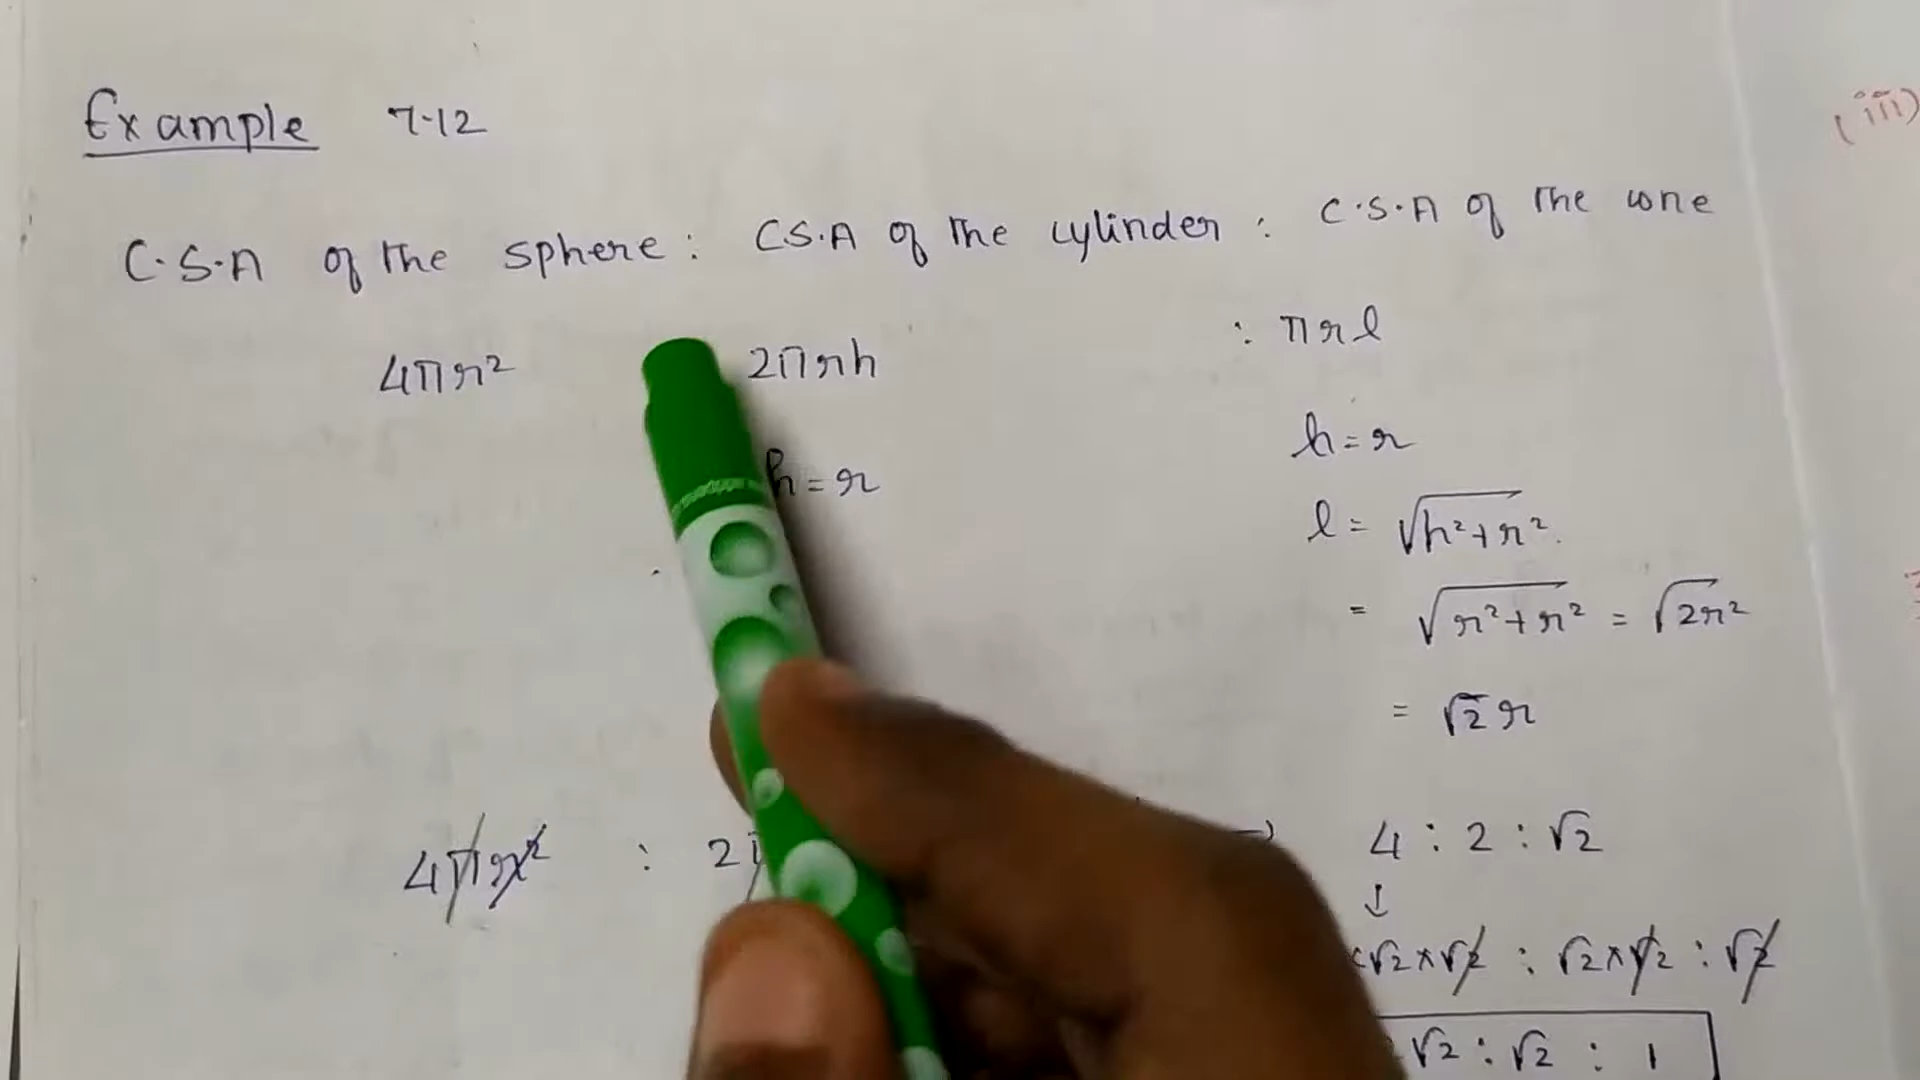 Example 7.12
(iii)
C.S.A of the sphere : C.S.A of the cylinder : C.S.A of the cone
4πr² 2πrh : πrl
h = r h = r
l = √h²+r²
= √r²+r² = √2r²
= √2 r
4πr² : 2 4 : 2 : √2
↓
√2×√2 : √2×√2 : √2
√2 : √2 : 1